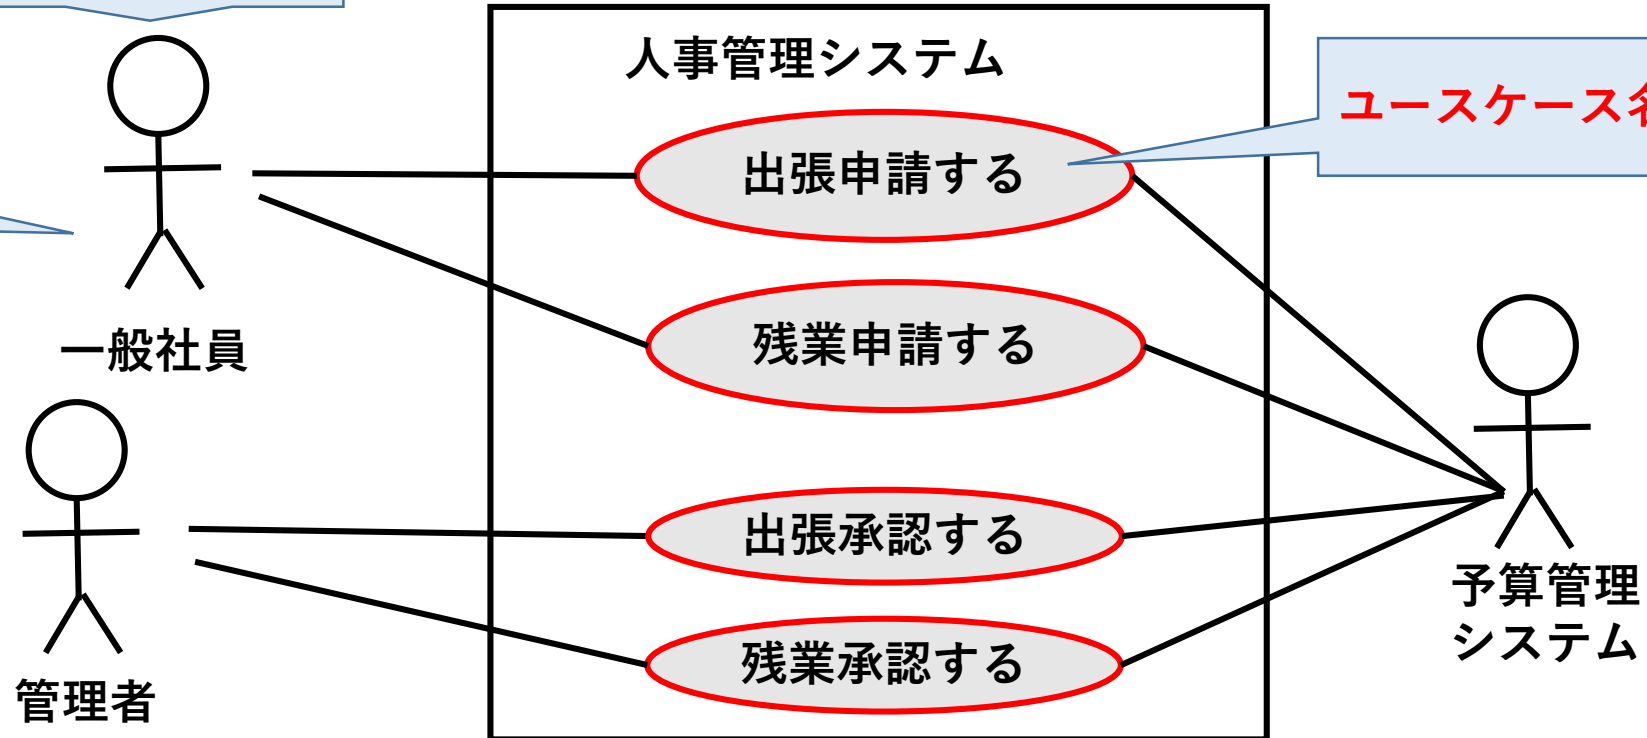 人事管理システム
ユースケース名
出張申請する
残業申請する
一般社員
出張承認する
予算管理
システム
残業承認する
管理者